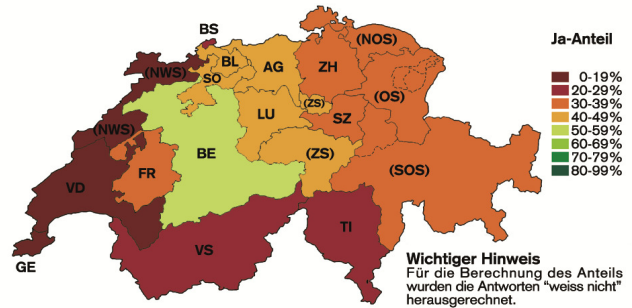 BS
(NOS)
Ja-Anteil
BL
(NWS)
AG
ZH
SO
0-19%
20-29%
30-39%
40-49%
50-59%
60-69%
70-79%
80-99%
(OS)
(ZS)
LU
SZ
(NWS)
BE
(ZS)
FR
(SOS)
VD
TI
VS
GE
Wichtiger Hinweis
Für die Berechnung des Anteils
wurden die Antworten "weiss nicht"
herausgerechnet.